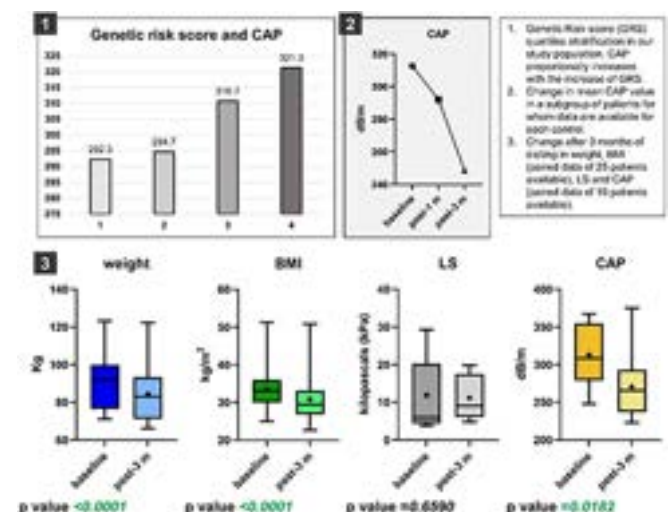 1
Genetic risk score and CAP
325
320
315
310
305
300
295
290
285
280
275
292.3
294.7
321.3
1 2 3 4
2
CAP
dB/m
320
300
280
260
240
baseline
post-1 m
post-3 m
1. Genetic Risk score (GRS)
quartiles stratification in our
study population. CAP
proportionally increases
with the increase of GRS.
2. Change in mean CAP value
in a subgroup of patients for
whom data are available for
each control.
3. Change after 3 months of
in weight, BMI
(paired data of 25 patients
available), LS and CAP
(paired data of patients
available).
3
weight
Kg
140
120
100
80
60
baseline
post-3 m
p value <0.0001
BMI
kg/m²
60
50
40
30
20
baseline
post-3 m
p value <0.0001
LS
kilopascals (kPa)
40
30
20
10
0
baseline
post-3 m
p value =0.6590
CAP
dB/m
400
350
300
250
200
baseline
post-3 m
p value =0.0182